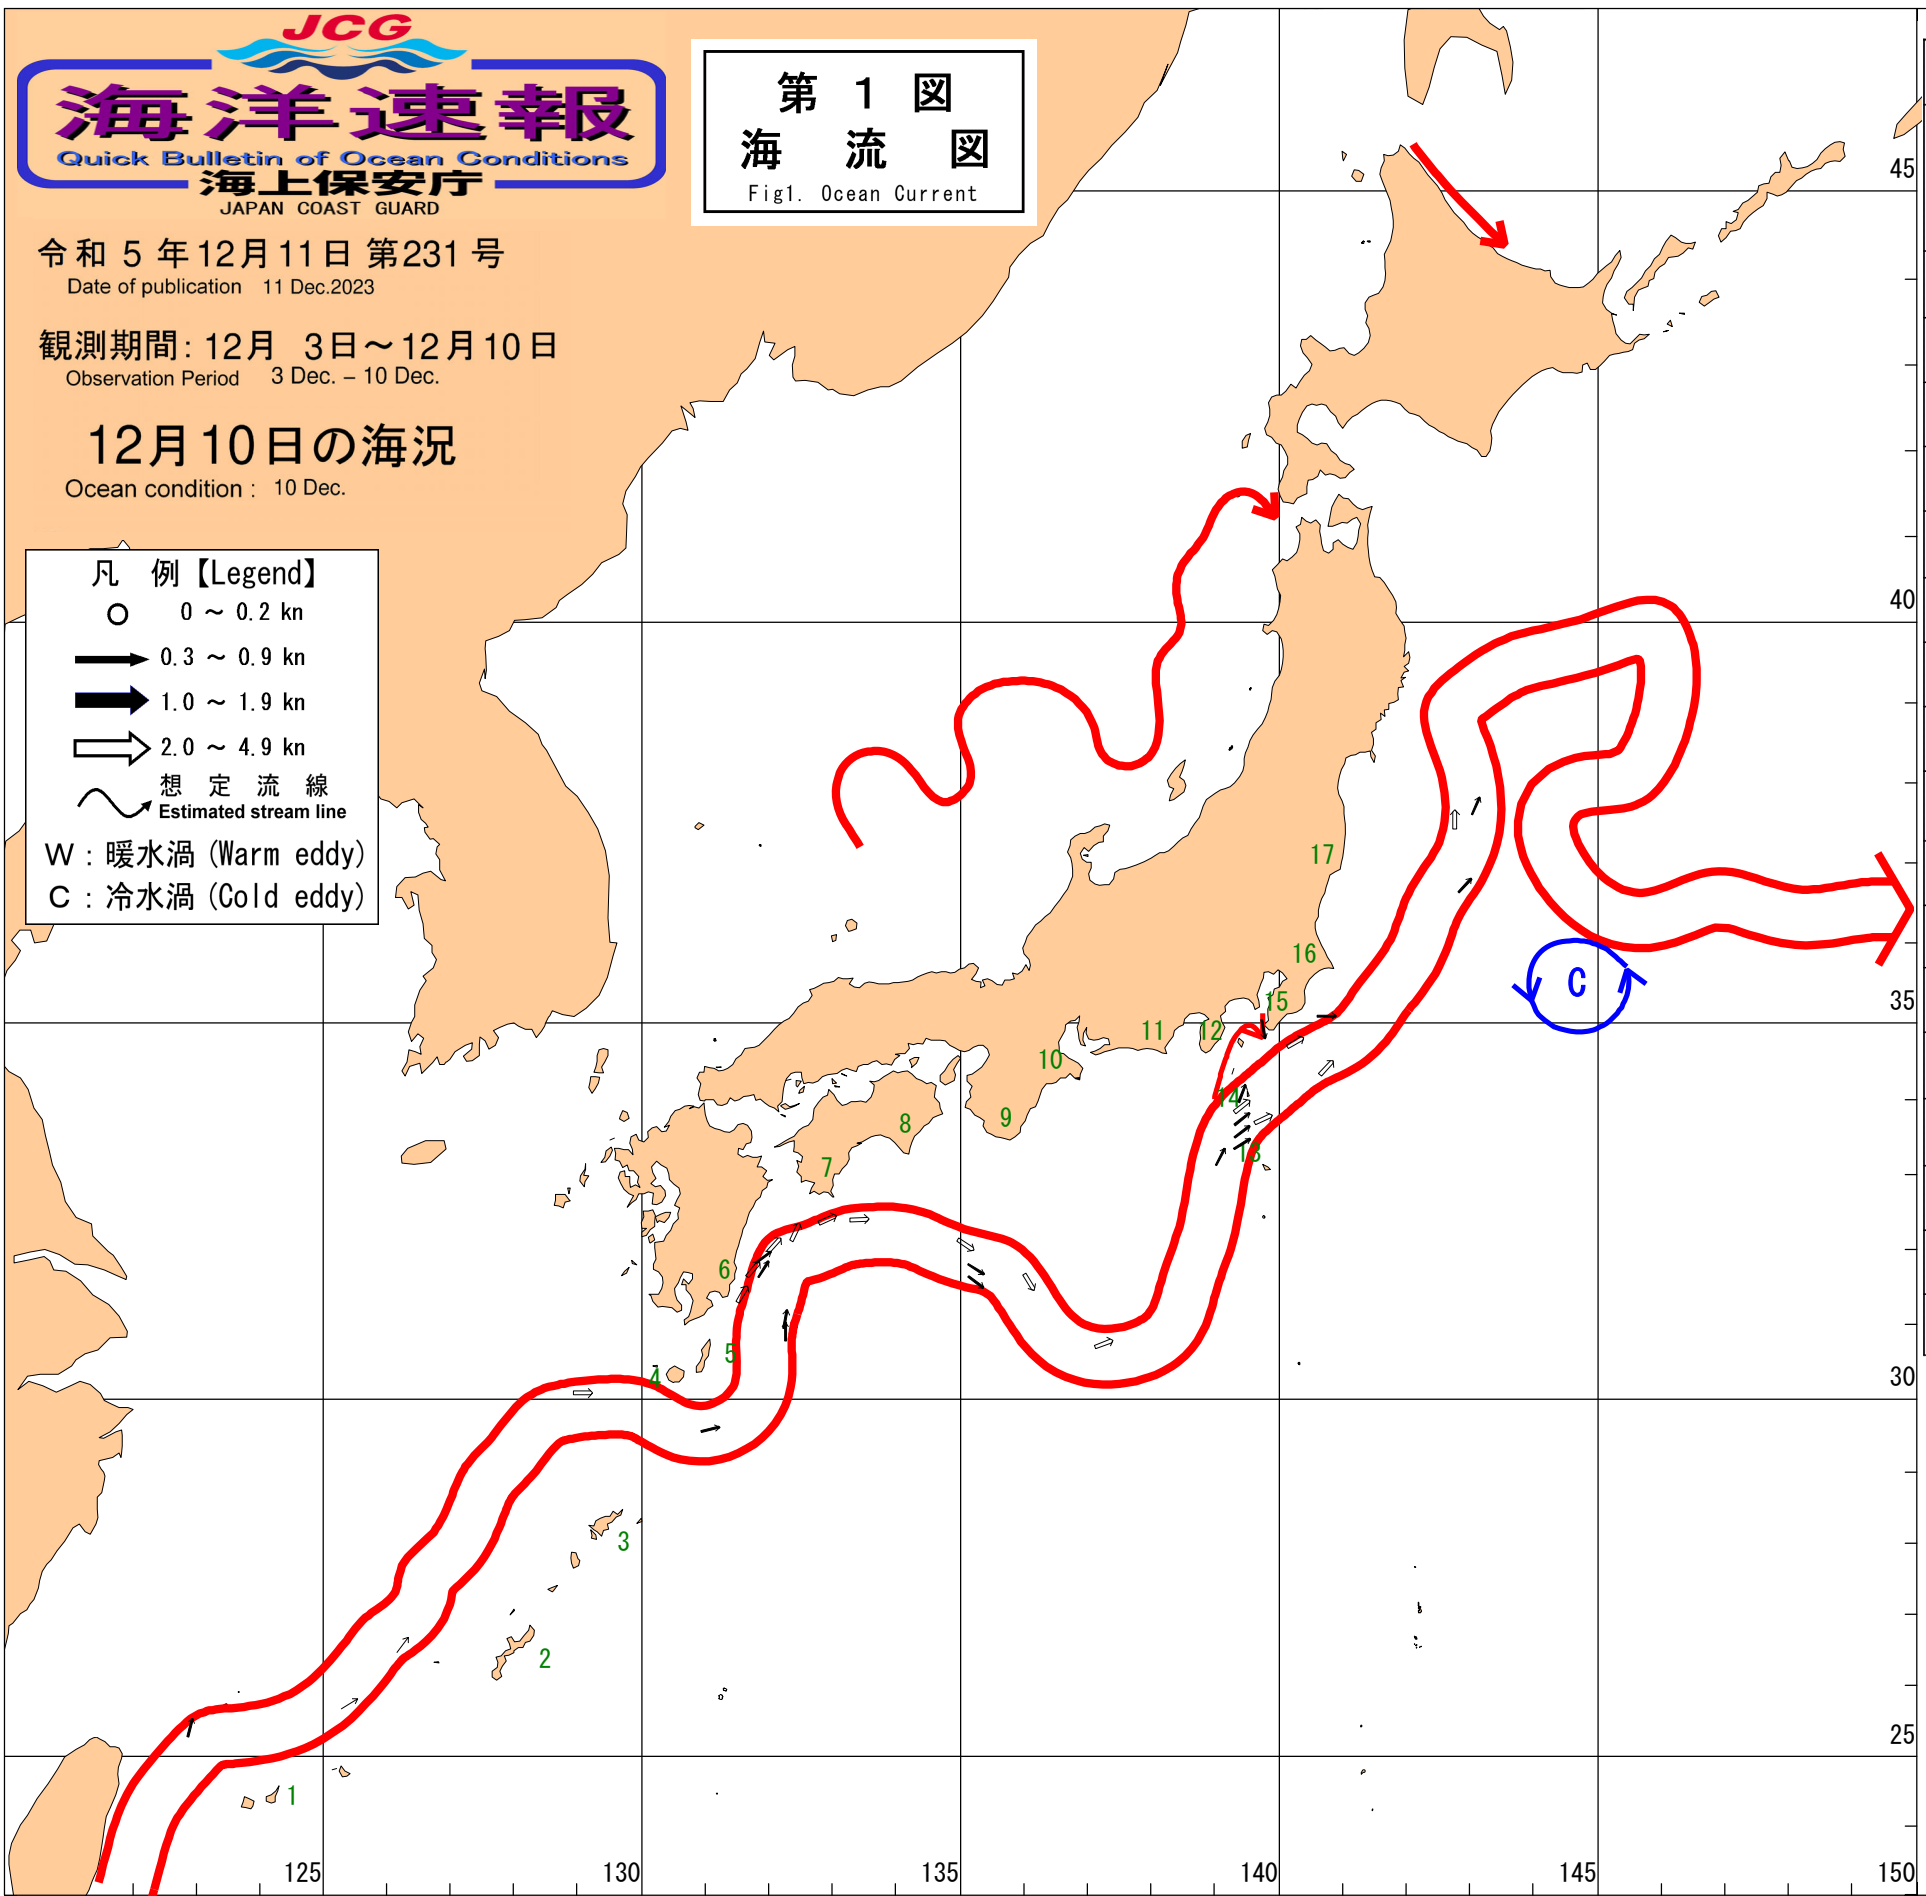 JCG
海洋速報
Quick Bulletin of Ocean Conditions
海上保安庁
JAPAN COAST GUARD
令和 5 年12月11日 第231号
Date of publication 11 Dec.2023
観測期間: 12月 3日~12月10日
Observation Period 3 Dec. – 10 Dec.
12月10日の海況
Ocean condition : 10 Dec.
第 1 図
海 流 図
Fig1. Ocean Current
凡 例【Legend】
0 ~ 0.2 kn
0.3 ~ 0.9 kn
1.0 ~ 1.9 kn
2.0 ~ 4.9 kn
想 定 流 線
Estimated stream line
W : 暖水渦 (Warm eddy)
C : 冷水渦 (Cold eddy)
45
40
17
16
C
35
15
12
11
10
14
9
8
13
7
6
5
4
30
3
2
25
1
125
130
135
140
145
150